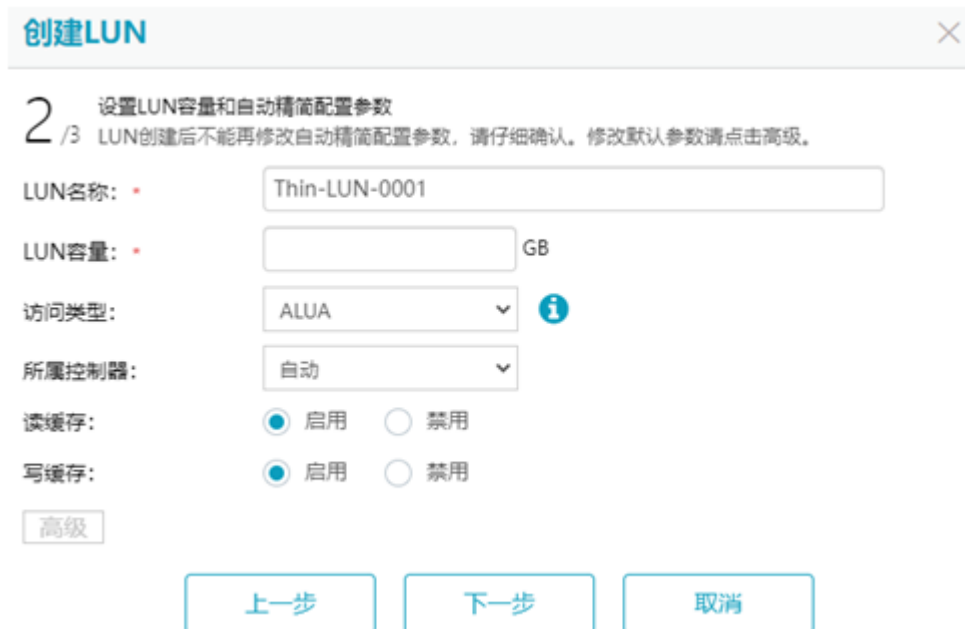 创建LUN
2/3 设置LUN容量和自动精简配置参数
LUN创建后不能再修改自动精简配置参数，请仔细确认。修改默认参数请点击高级。
LUN名称： * Thin-LUN-0001
LUN容量： * GB
访问类型： ALUA
所属控制器： 自动
读缓存： 启用 禁用
写缓存： 启用 禁用
高级
上一步 下一步 取消